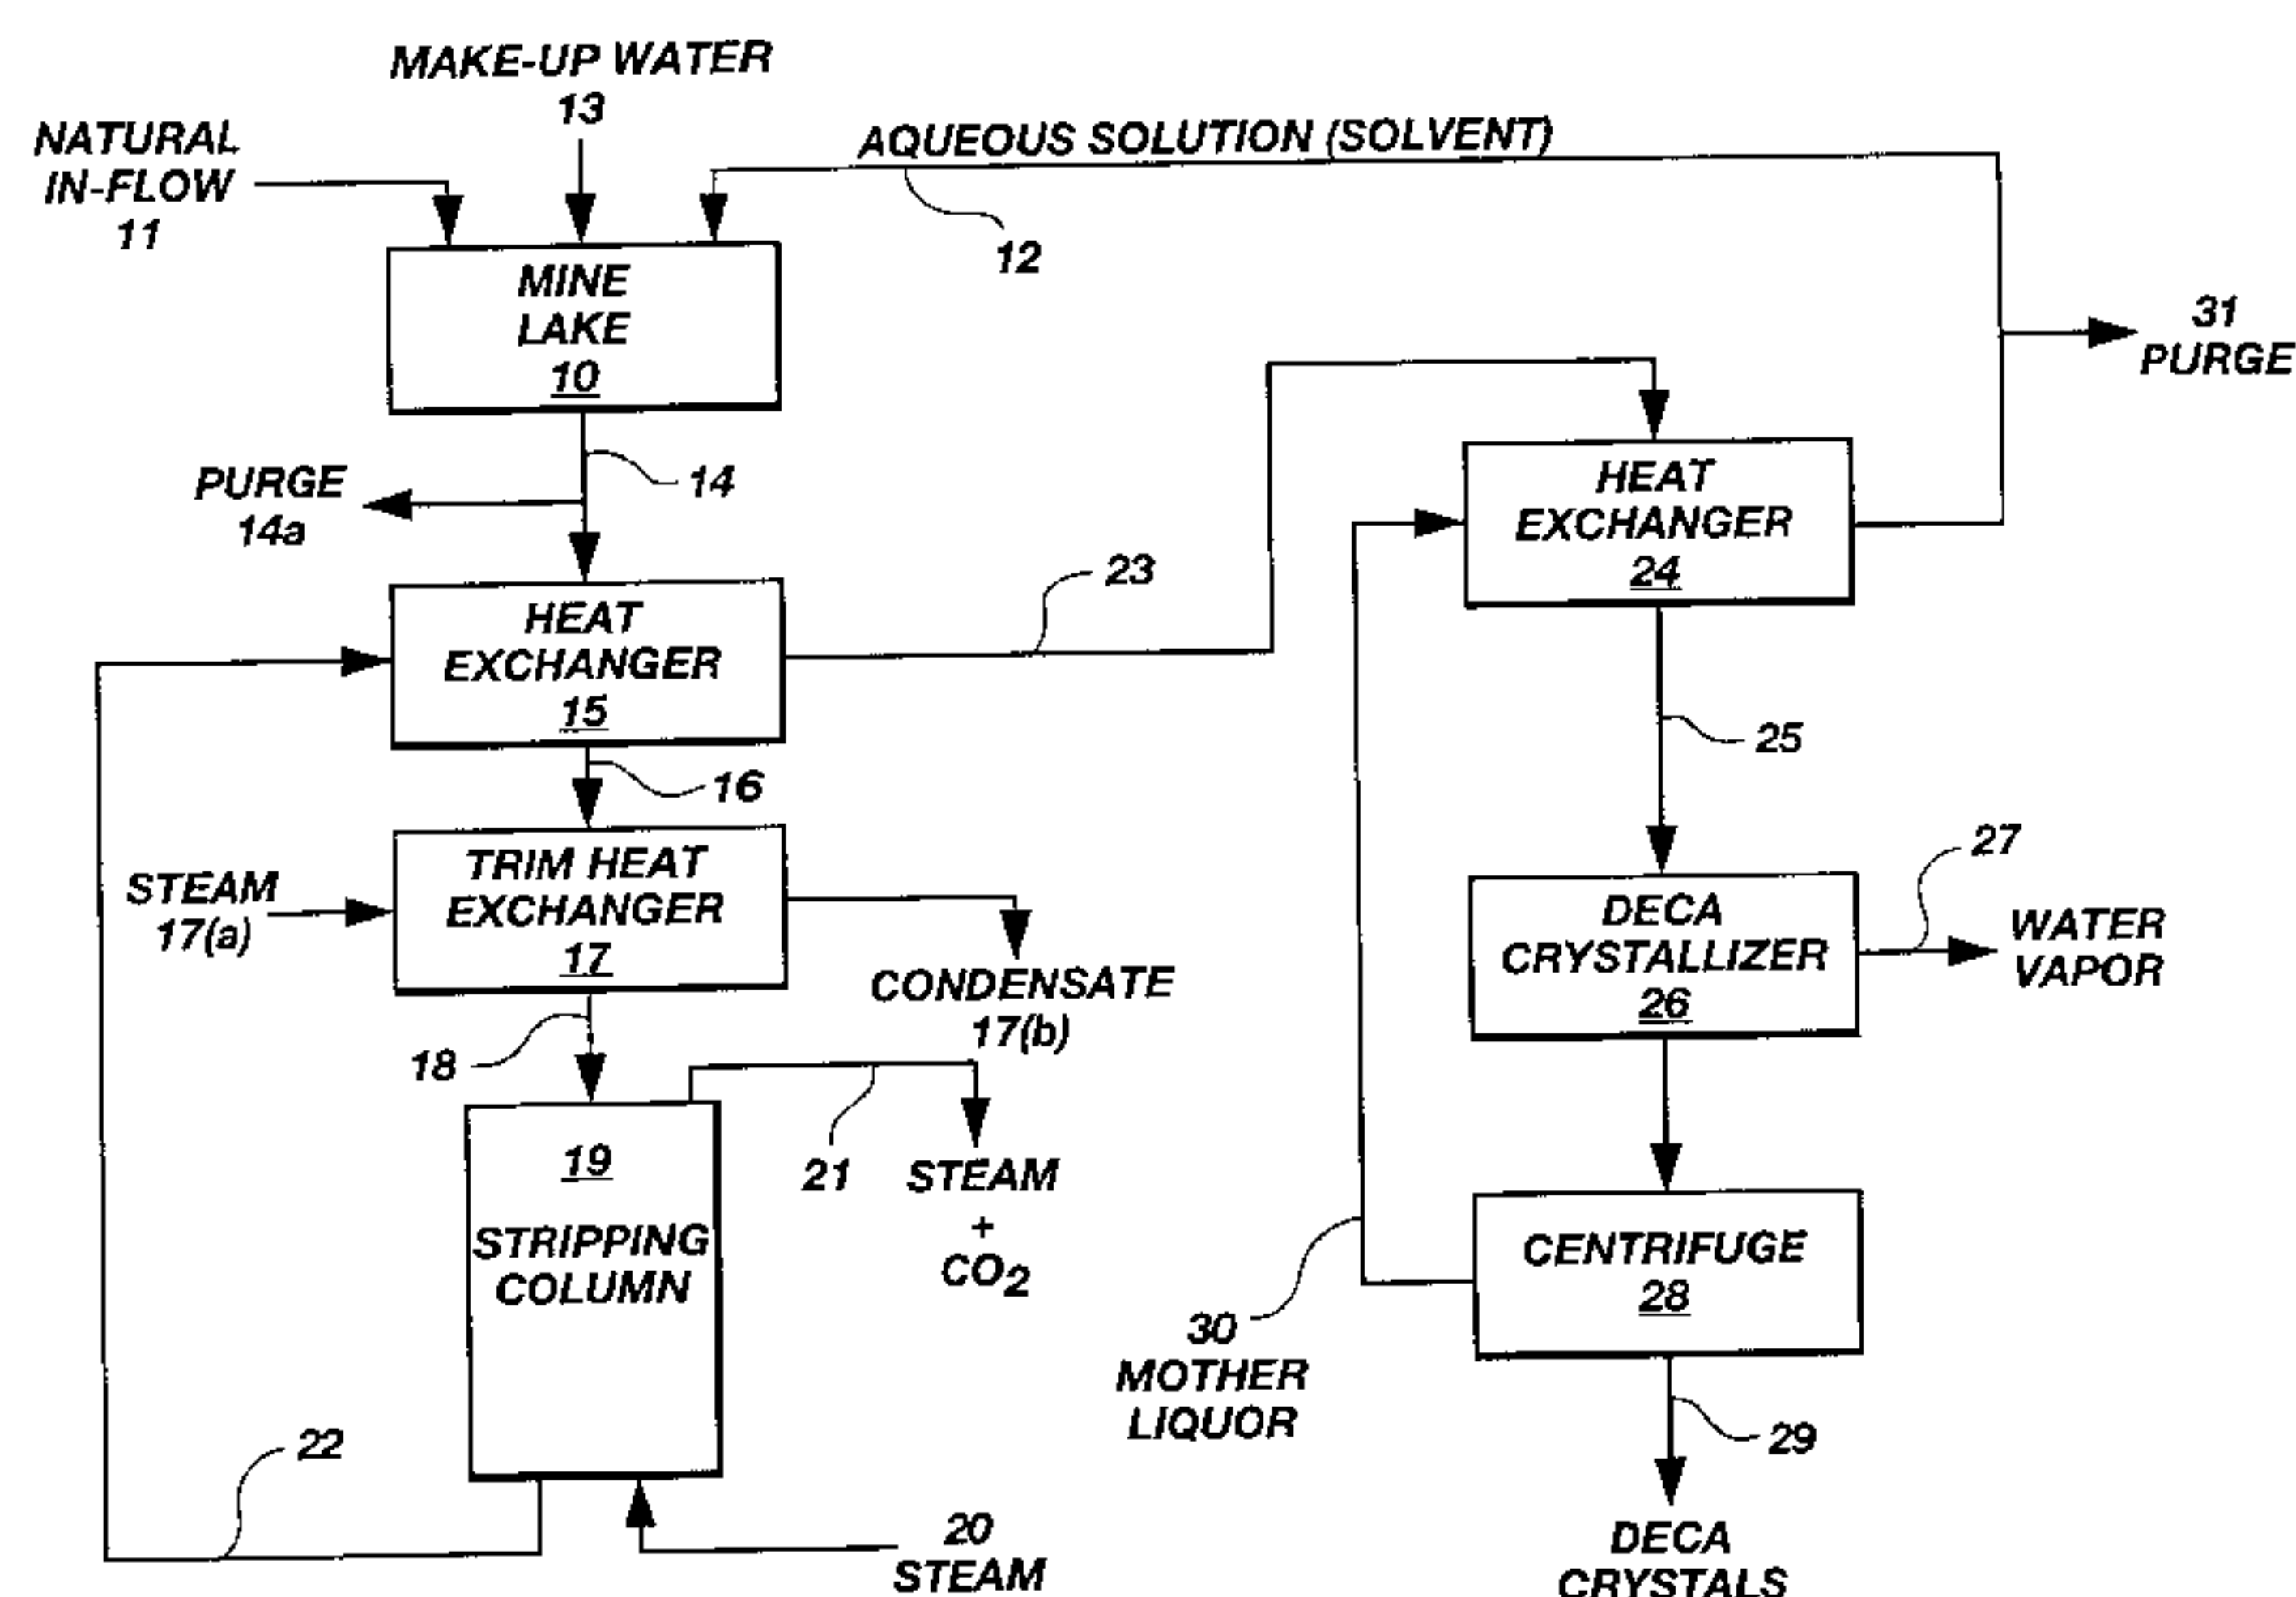 MAKE-UP WATER
13
NATURAL
IN-FLOW
11
AQUEOUS SOLUTION (SOLVENT)
12
MINE
LAKE
10
31
PURGE
14
PURGE
14a
HEAT
EXCHANGER
24
23
HEAT
EXCHANGER
15
25
16
27
TRIM HEAT
EXCHANGER
17
STEAM
17(a)
DECA
CRYSTALLIZER
26
WATER
VAPOR
CONDENSATE
17(b)
18
19
STRIPPING
COLUMN
21
STEAM
+
CO2
CENTRIFUGE
28
30
MOTHER
LIQUOR
22
29
20
STEAM
DECA
CRYSTALS